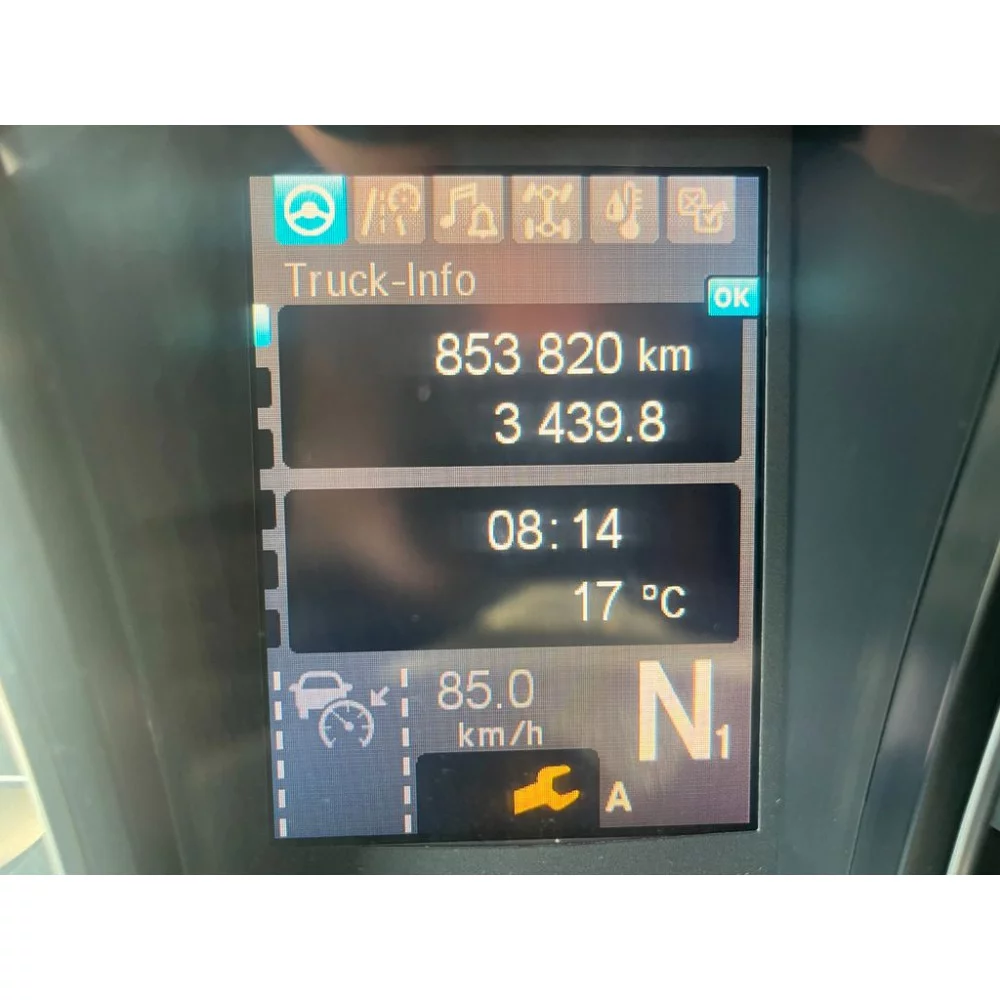 Truck-Info
OK
853 820 km
3 439.8
08:14
17 °C
85.0
km/h
N1
A